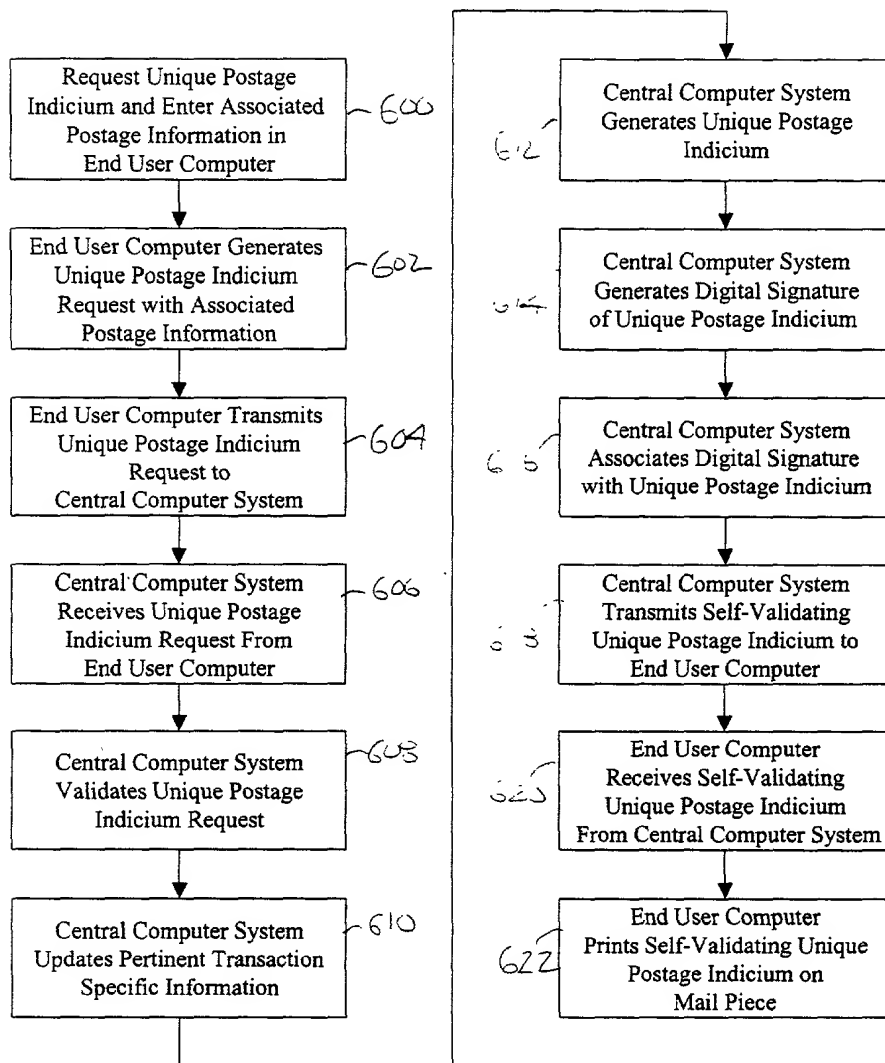 Request Unique Postage
Indicium and Enter Associated
Postage Information in
End User Computer
600
End User Computer Generates
Unique Postage Indicium
Request with Associated
Postage Information
602
End User Computer Transmits
Unique Postage Indicium
Request to
Central Computer System
604
Central Computer System
Receives Unique Postage
Indicium Request From
End User Computer
606
Central Computer System
Validates Unique Postage
Indicium Request
608
Central Computer System
Updates Pertinent Transaction
Specific Information
610
Central Computer System
Generates Unique Postage
Indicium
612
Central Computer System
Generates Digital Signature
of Unique Postage Indicium
Central Computer System
Associates Digital Signature
with Unique Postage Indicium
Central Computer System
Transmits Self-Validating
Unique Postage Indicium to
End User Computer
End User Computer
Receives Self-Validating
Unique Postage Indicium
From Central Computer System
End User Computer
Prints Self-Validating Unique
Postage Indicium on
Mail Piece
622